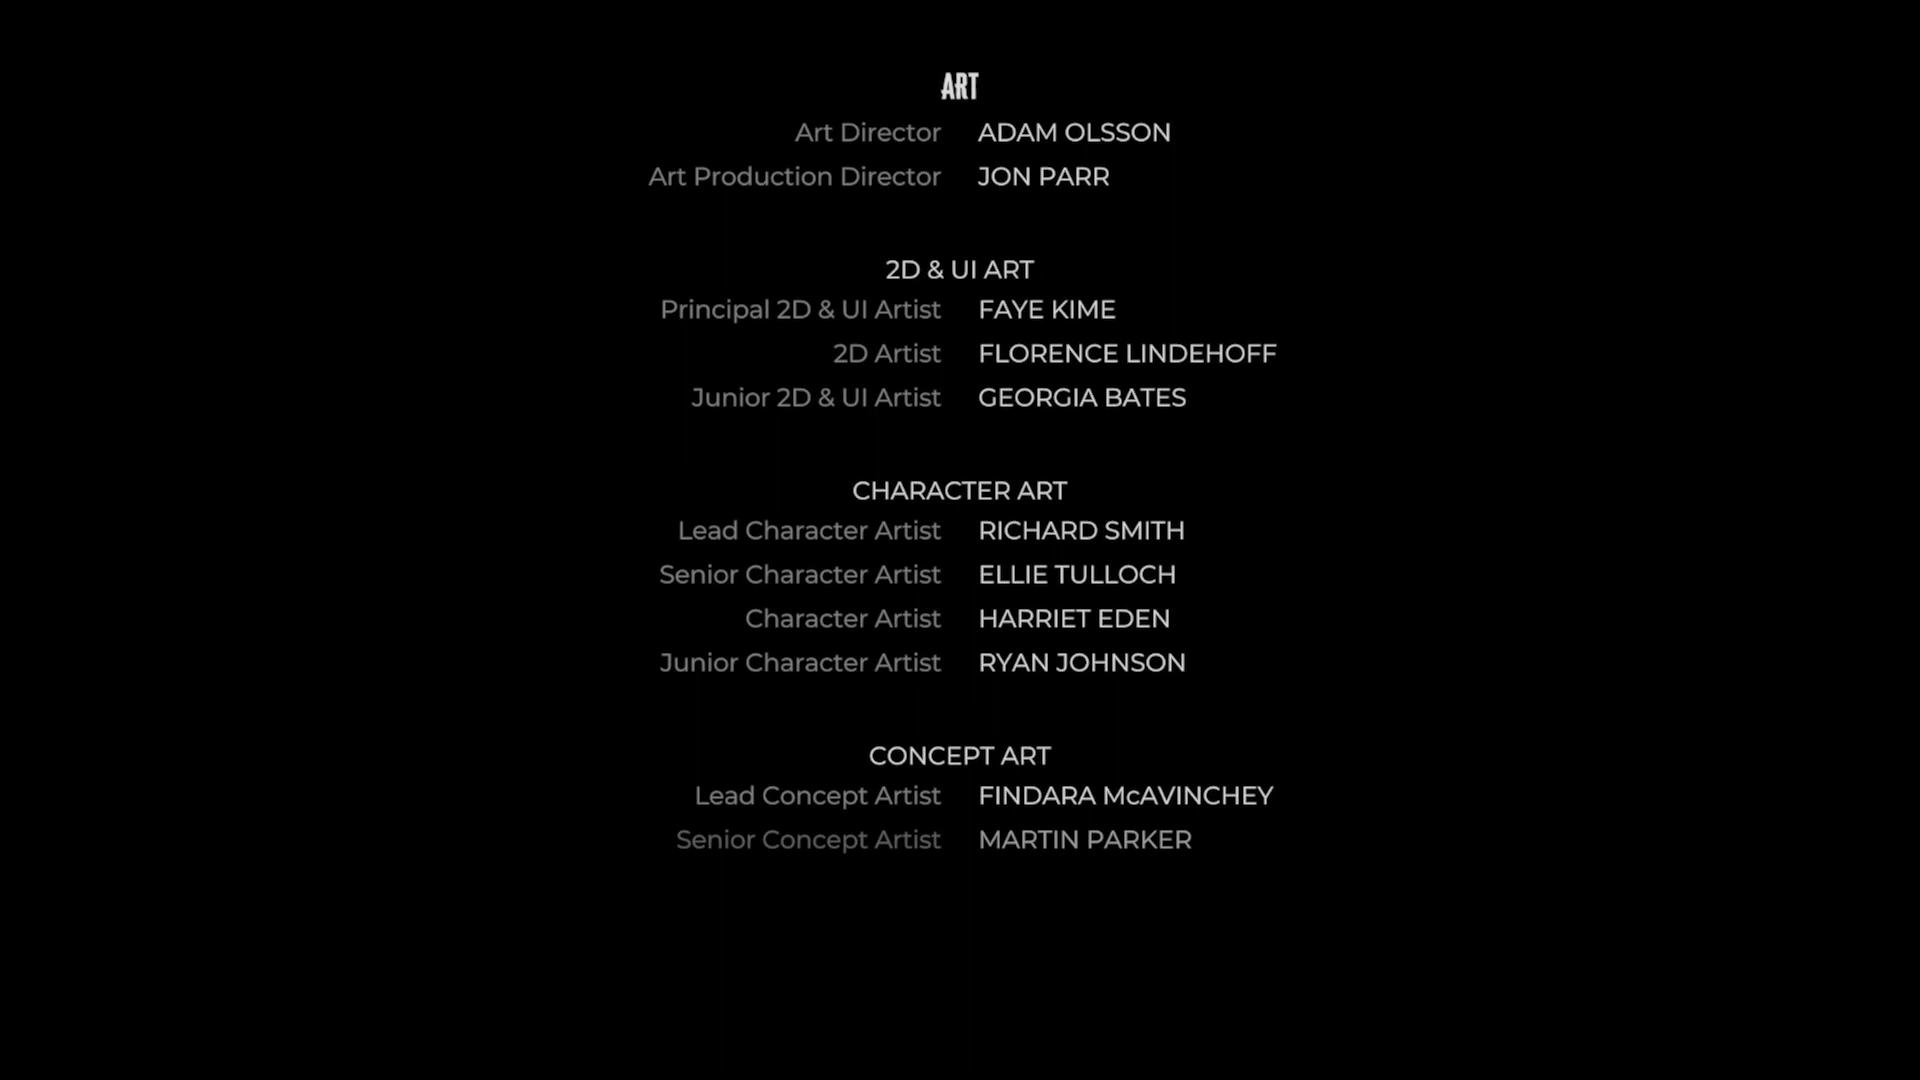 ART
Art Director ADAM OLSSON
Art Production Director JON PARR
2D & UI ART
Principal 2D & UI Artist FAYE KIME
2D Artist FLORENCE LINDEHOFF
Junior 2D & UI Artist GEORGIA BATES
CHARACTER ART
Lead Character Artist RICHARD SMITH
Senior Character Artist ELLIE TULLOCH
Character Artist HARRIET EDEN
Junior Character Artist RYAN JOHNSON
CONCEPT ART
Lead Concept Artist FINDARA McAVINCHEY
Senior Concept Artist MARTIN PARKER